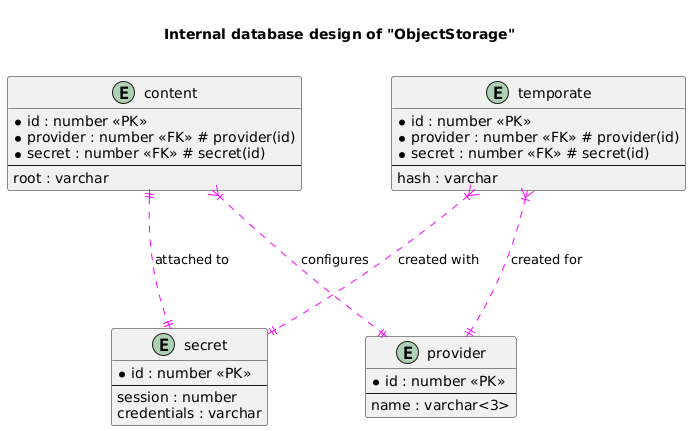 Internal database design of "ObjectStorage"
E content
* id : number «PK»
* provider : number «FK» # provider(id)
* secret : number «FK» # secret(id)
root : varchar
E temporate
* id : number «PK»
* provider : number «FK» # provider(id)
* secret : number «FK» # secret(id)
hash : varchar
attached to
configures
created with
created for
E secret
* id : number «PK»
session : number
credentials : varchar
E provider
* id : number «PK»
name : varchar<3>